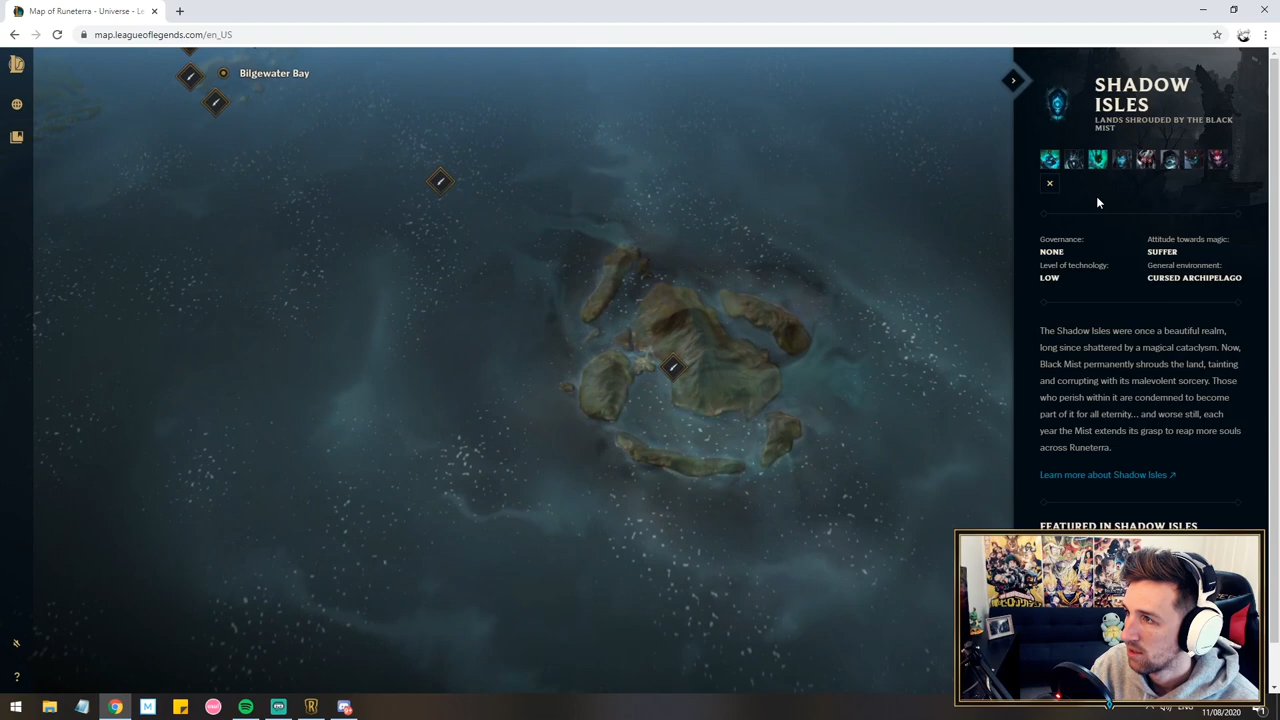 Map of Runeterra - Universe - Le
map.leagueoflegends.com/en_US
Bilgewater Bay
SHADOW
ISLES
LANDS SHROUDED BY THE BLACK
MIST
Governance:
NONE
Attitude towards magic:
SUFFER
Level of technology:
LOW
General environment:
CURSED ARCHIPELAGO
The Shadow Isles were once a beautiful realm,
long since shattered by a magical cataclysm. Now,
Black Mist permanently shrouds the land, tainting
and corrupting with its malevolent sorcery. Those
who perish within it are condemned to become
part of it for all eternity... and worse still, each
year the Mist extends its grasp to reap more souls
across Runeterra.
Learn more about Shadow Isles
FEATURED IN SHADOW ISLES
11/08/2020